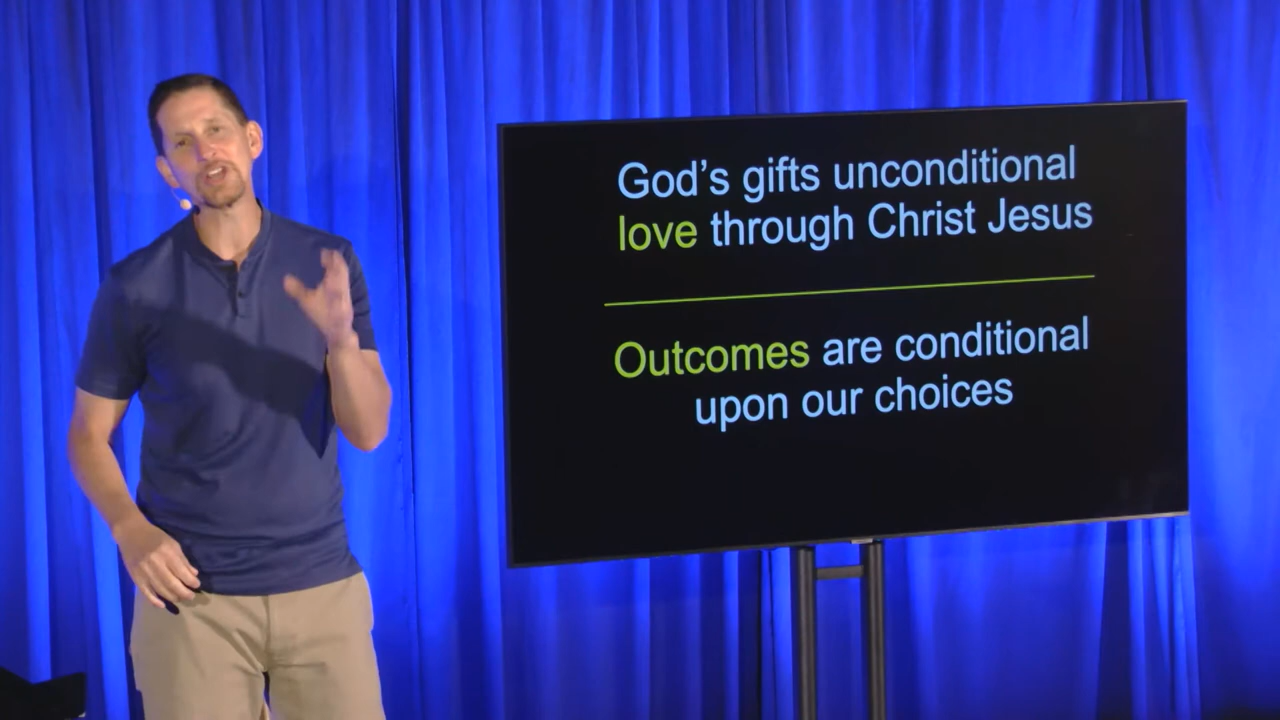 God's gifts unconditional
love through Christ Jesus
Outcomes are conditional
upon our choices